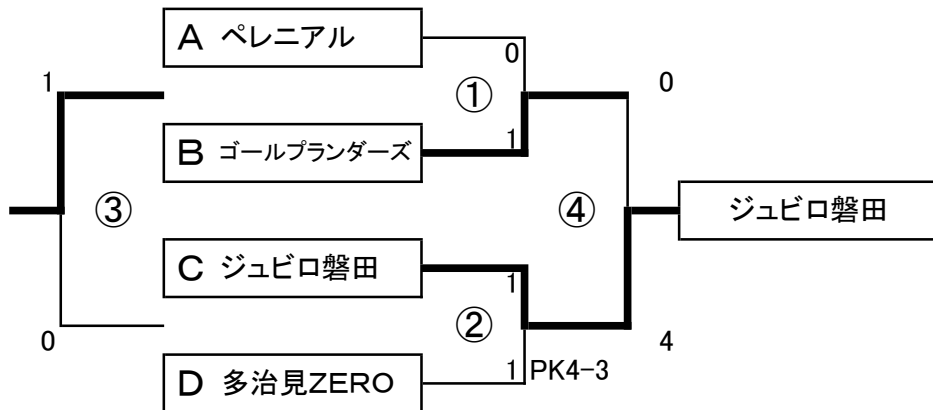 A ペレニアル
0
1
①
0
1
B ゴールプランダーズ
③
④
ジュビロ磐田
C ジュビロ磐田
1
②
0
4
1 PK4-3
D 多治見ZERO